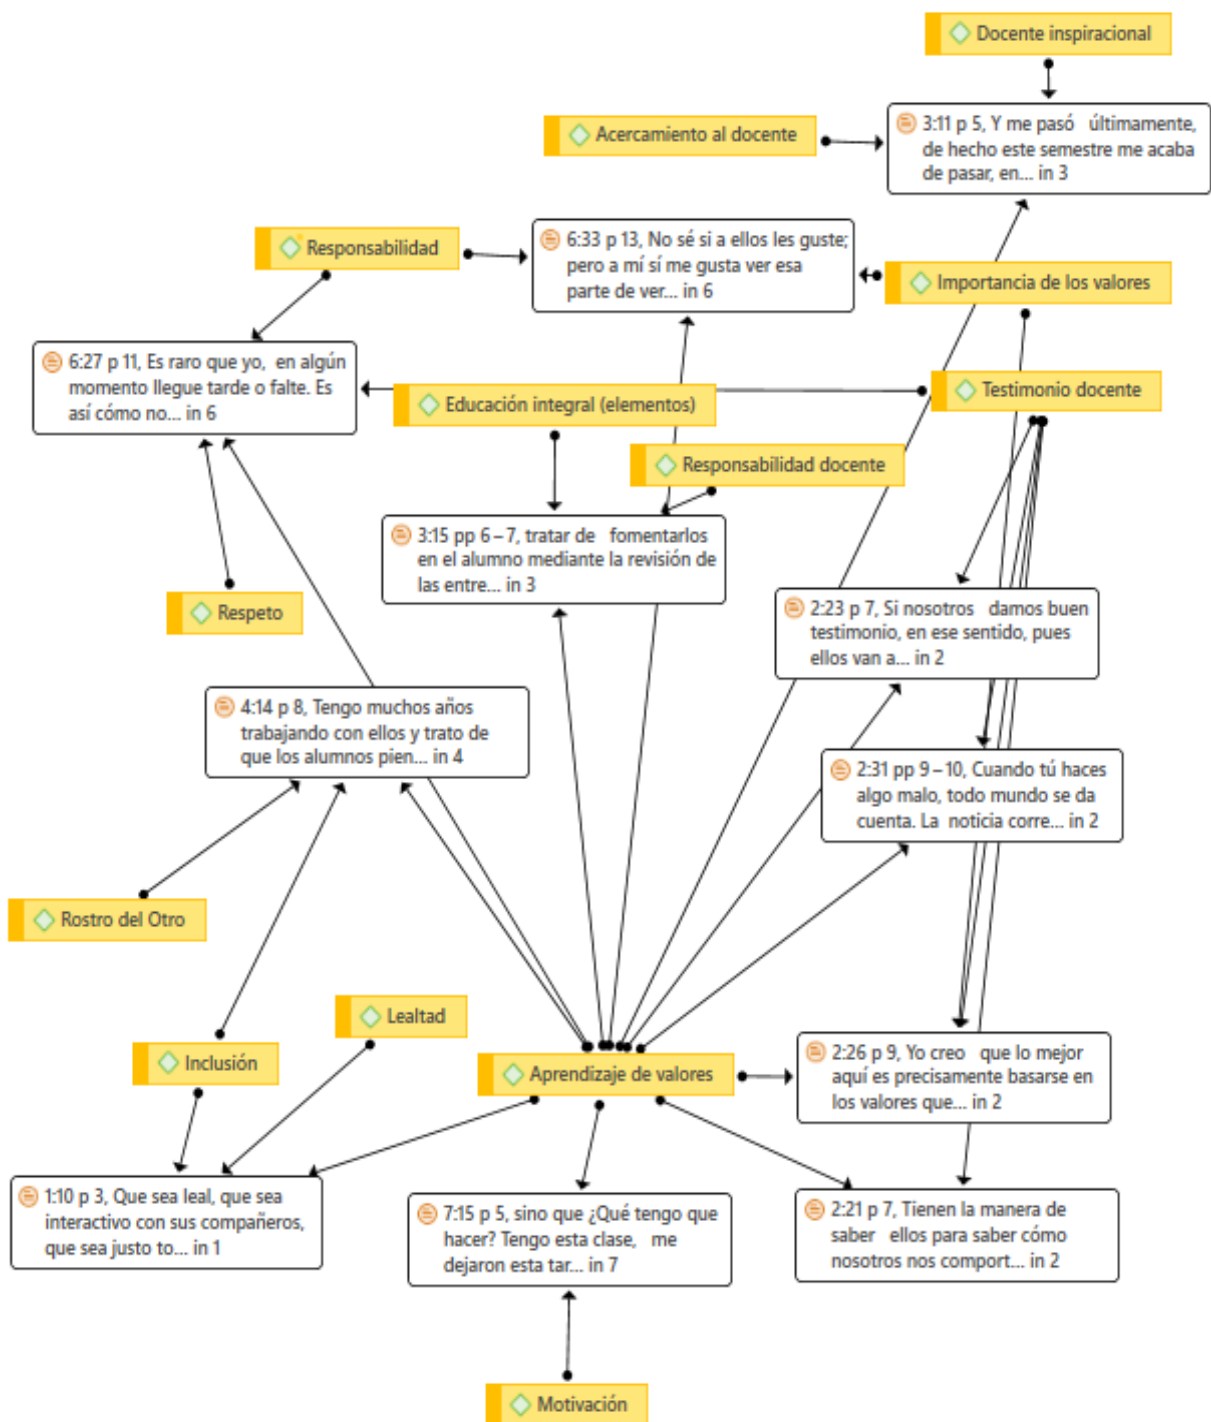 Docente inspiracional
3:11 p 5, Y me pasó últimamente,
de hecho este semestre me acaba
de pasar, en... in 3
Acercamiento al docente
Responsabilidad
6:33 p 13, No sé si a ellos les guste;
pero a mí sí me gusta ver esa
parte de ver... in 6
Importancia de los valores
6:27 p 11, Es raro que yo, en algún
momento llegue tarde o falte. Es
así cómo no... in 6
Educación integral (elementos)
Testimonio docente
Responsabilidad docente
3:15 pp 6–7, tratar de fomentarlos
en el alumno mediante la revisión de
las entre... in 3
Respeto
2:23 p 7, Si nosotros damos buen
testimonio, en ese sentido, pues
ellos van a... in 2
4:14 p 8, Tengo muchos años
trabajando con ellos y trato de
que los alumnos pien... in 4
2:31 pp 9–10, Cuando tú haces
algo malo, todo mundo se da
cuenta. La noticia corre... in 2
Rostro del Otro
Lealtad
Inclusión
Aprendizaje de valores
2:26 p 9, Yo creo que lo mejor
aquí es precisamente basarse en
los valores que... in 2
1:10 p 3, Que sea leal, que sea
interactivo con sus compañeros,
que sea justo to... in 1
7:15 p 5, sino que ¿Qué tengo que
hacer? Tengo esta clase, me
dejaron esta tar... in 7
2:21 p 7, Tienen la manera de
saber ellos para saber cómo
nosotros nos comport... in 2
Motivación